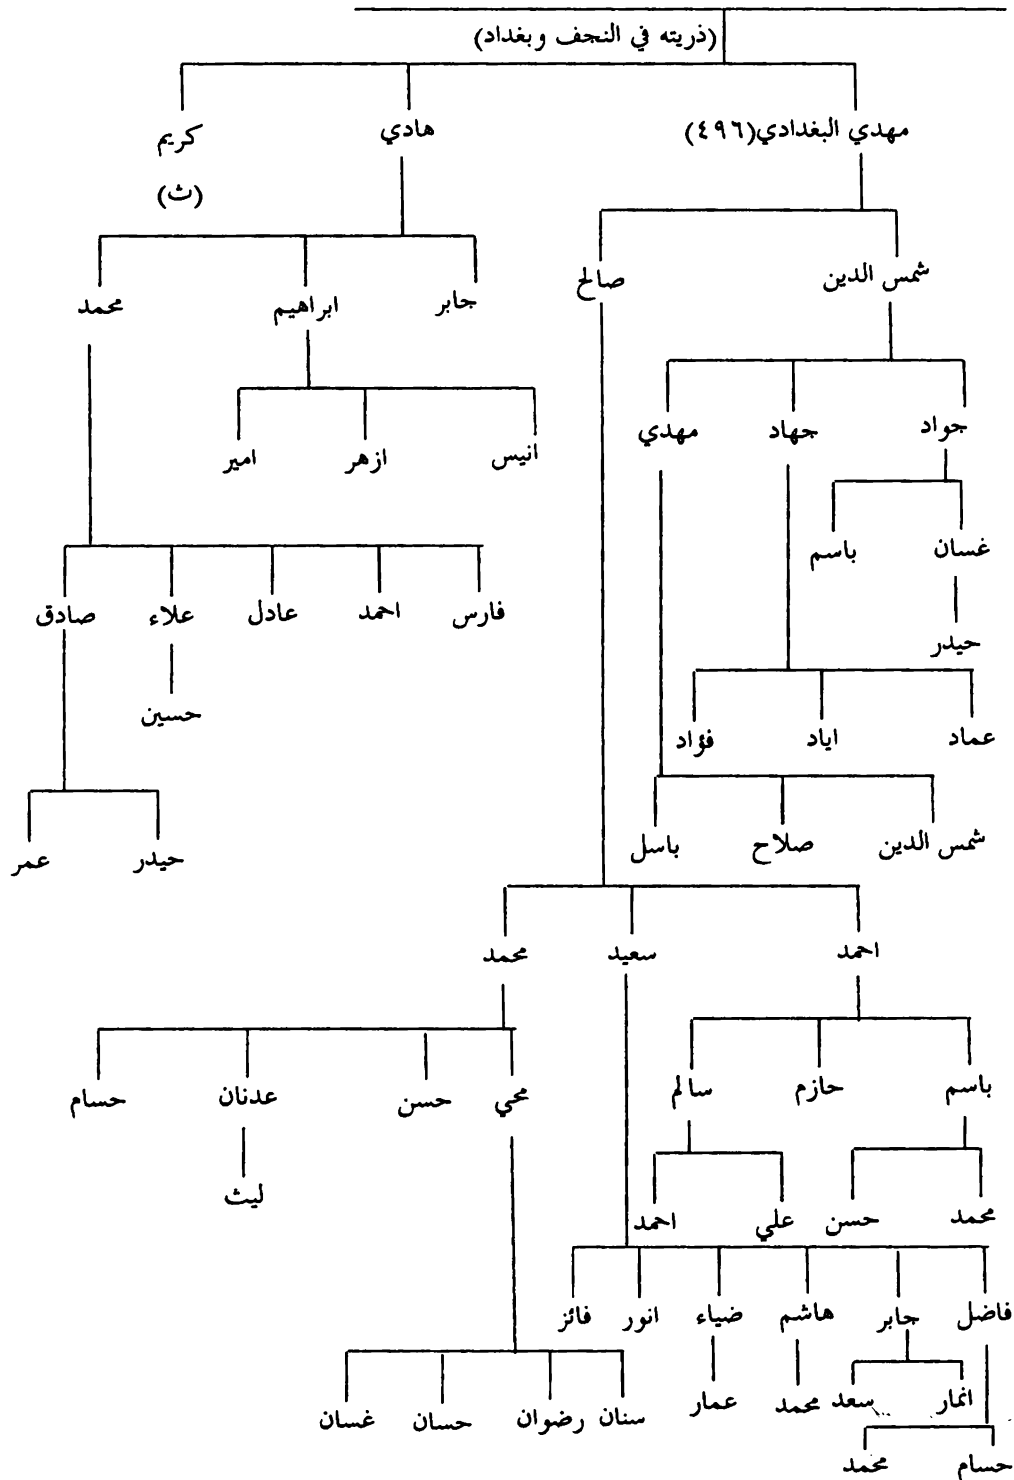 (ذريته في النجف وبغداد)
مهدي البغدادي(٤٩٦) هادي كريم
(ث)
شمس الدين صالح جابر ابراهيم محمد
جواد جهاد مهدي انيس ازهر امير
غسان باسم
فارس احمد عادل علاء صادق
حيدر
حسين
عماد اياد فؤاد
شمس الدين صلاح باسل حيدر عمر
احمد سعيد محمد
باسم حازم سالم محي حسن عدنان حسام
ليث
محمد حسن علي احمد
فاضل جابر هاشم ضياء انور فائز
انمار سعد محمد عمار سنان رضوان حسان غسان
حسام محمد